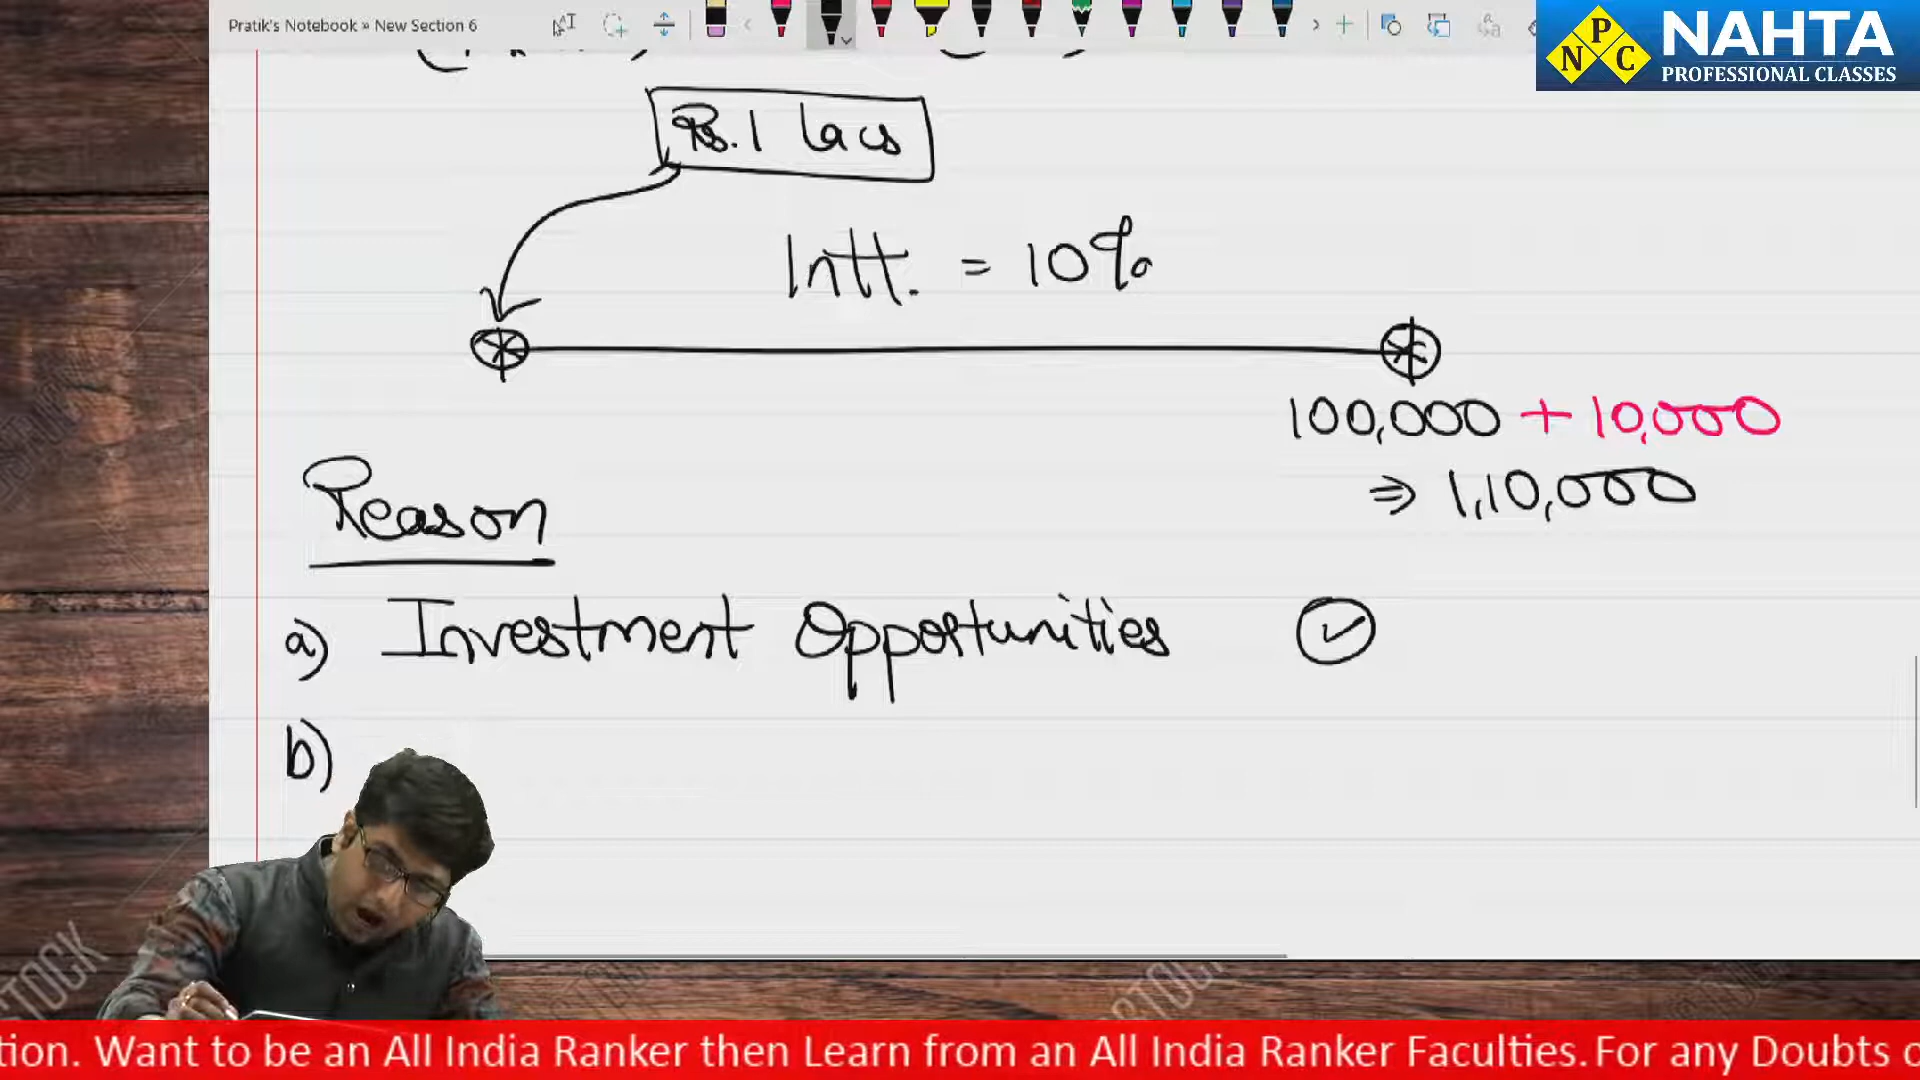 Pratik's Notebook » New Section 6
NPC
NAHTA
PROFESSIONAL CLASSES
Rs. 1 lacs
Intt. = 10%
100,000 + 10,000
⇒ 1,10,000
Reason
a) Investment Opportunities
b)
tion. Want to be an All India Ranker then Learn from an All India Ranker Faculties. For any Doubts